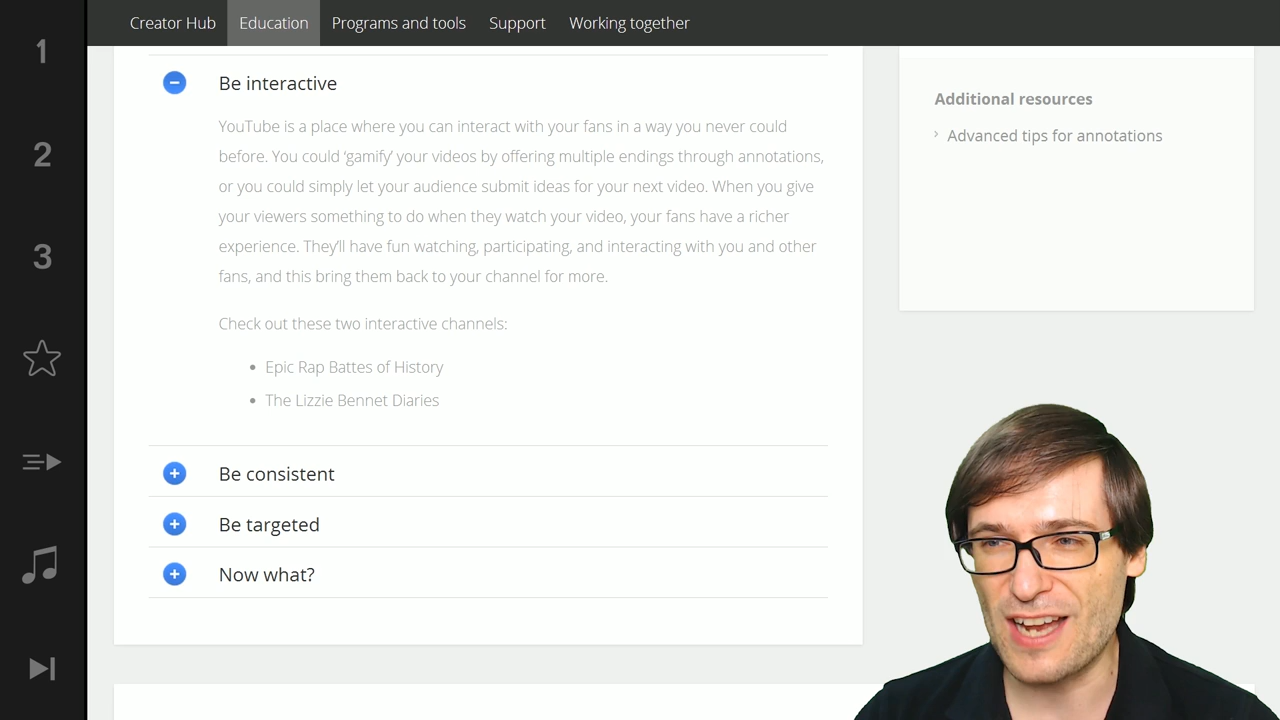 Creator Hub Education Programs and tools Support Working together
1
2
3
Be interactive
YouTube is a place where you can interact with your fans in a way you never could
before. You could ‘gamify’ your videos by offering multiple endings through annotations,
or you could simply let your audience submit ideas for your next video. When you give
your viewers something to do when they watch your video, your fans have a richer
experience. They’ll have fun watching, participating, and interacting with you and other
fans, and this bring them back to your channel for more.
Check out these two interactive channels:
• Epic Rap Battes of History
• The Lizzie Bennet Diaries
Be consistent
Be targeted
Now what?
Additional resources
Advanced tips for annotations